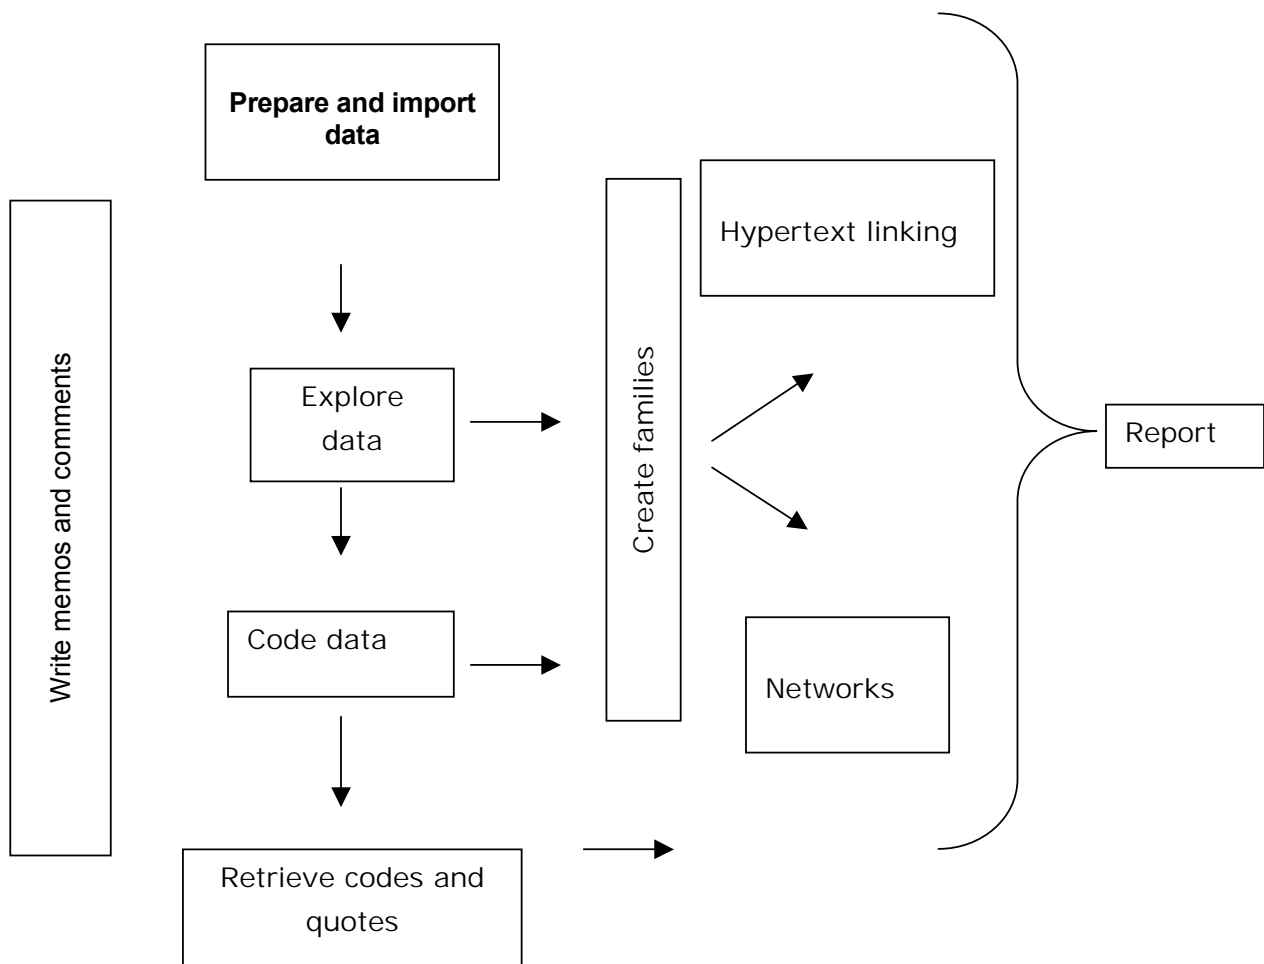 Prepare and import
data
Write memos and comments
Explore
data
Code data
Retrieve codes and
quotes
Create families
Hypertext linking
Networks
Report